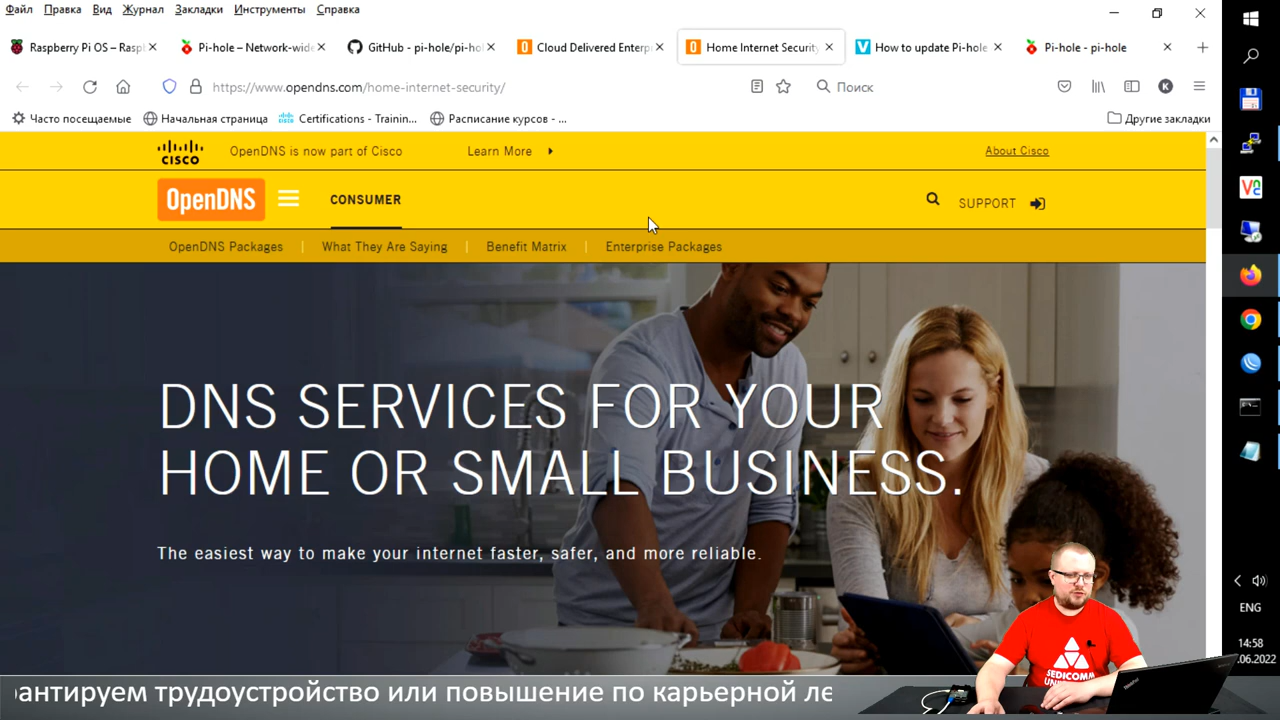 Файл Правка Вид Журнал Закладки Инструменты Справка
Raspberry Pi OS – Rasp
Pi-hole – Network-wide
GitHub - pi-hole/pi-hol
Cloud Delivered Enterp
Home Internet Security
How to update Pi-hole
Pi-hole - pi-hole
https://www.opendns.com/home-internet-security/
Поиск
Часто посещаемые
Начальная страница
Certifications - Trainin...
Расписание курсов - ...
Другие закладки
CISCO
OpenDNS is now part of Cisco
Learn More
About Cisco
OpenDNS
CONSUMER
SUPPORT
OpenDNS Packages | What They Are Saying | Benefit Matrix | Enterprise Packages
DNS SERVICES FOR YOUR
HOME OR SMALL BUSINESS.
The easiest way to make your internet faster, safer, and more reliable.
ENG
14:58
.06.2022
SEDICOMM
рантируем трудоустройство или повышение по карьерной ле